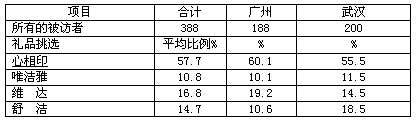 项目 合计 广州 武汉
所有的被访者 388 188 200
礼品挑选 平均比例% % %
心相印 57.7 60.1 55.5
唯洁雅 10.8 10.1 11.5
维 达 16.8 19.2 14.5
舒 洁 14.7 10.6 18.5